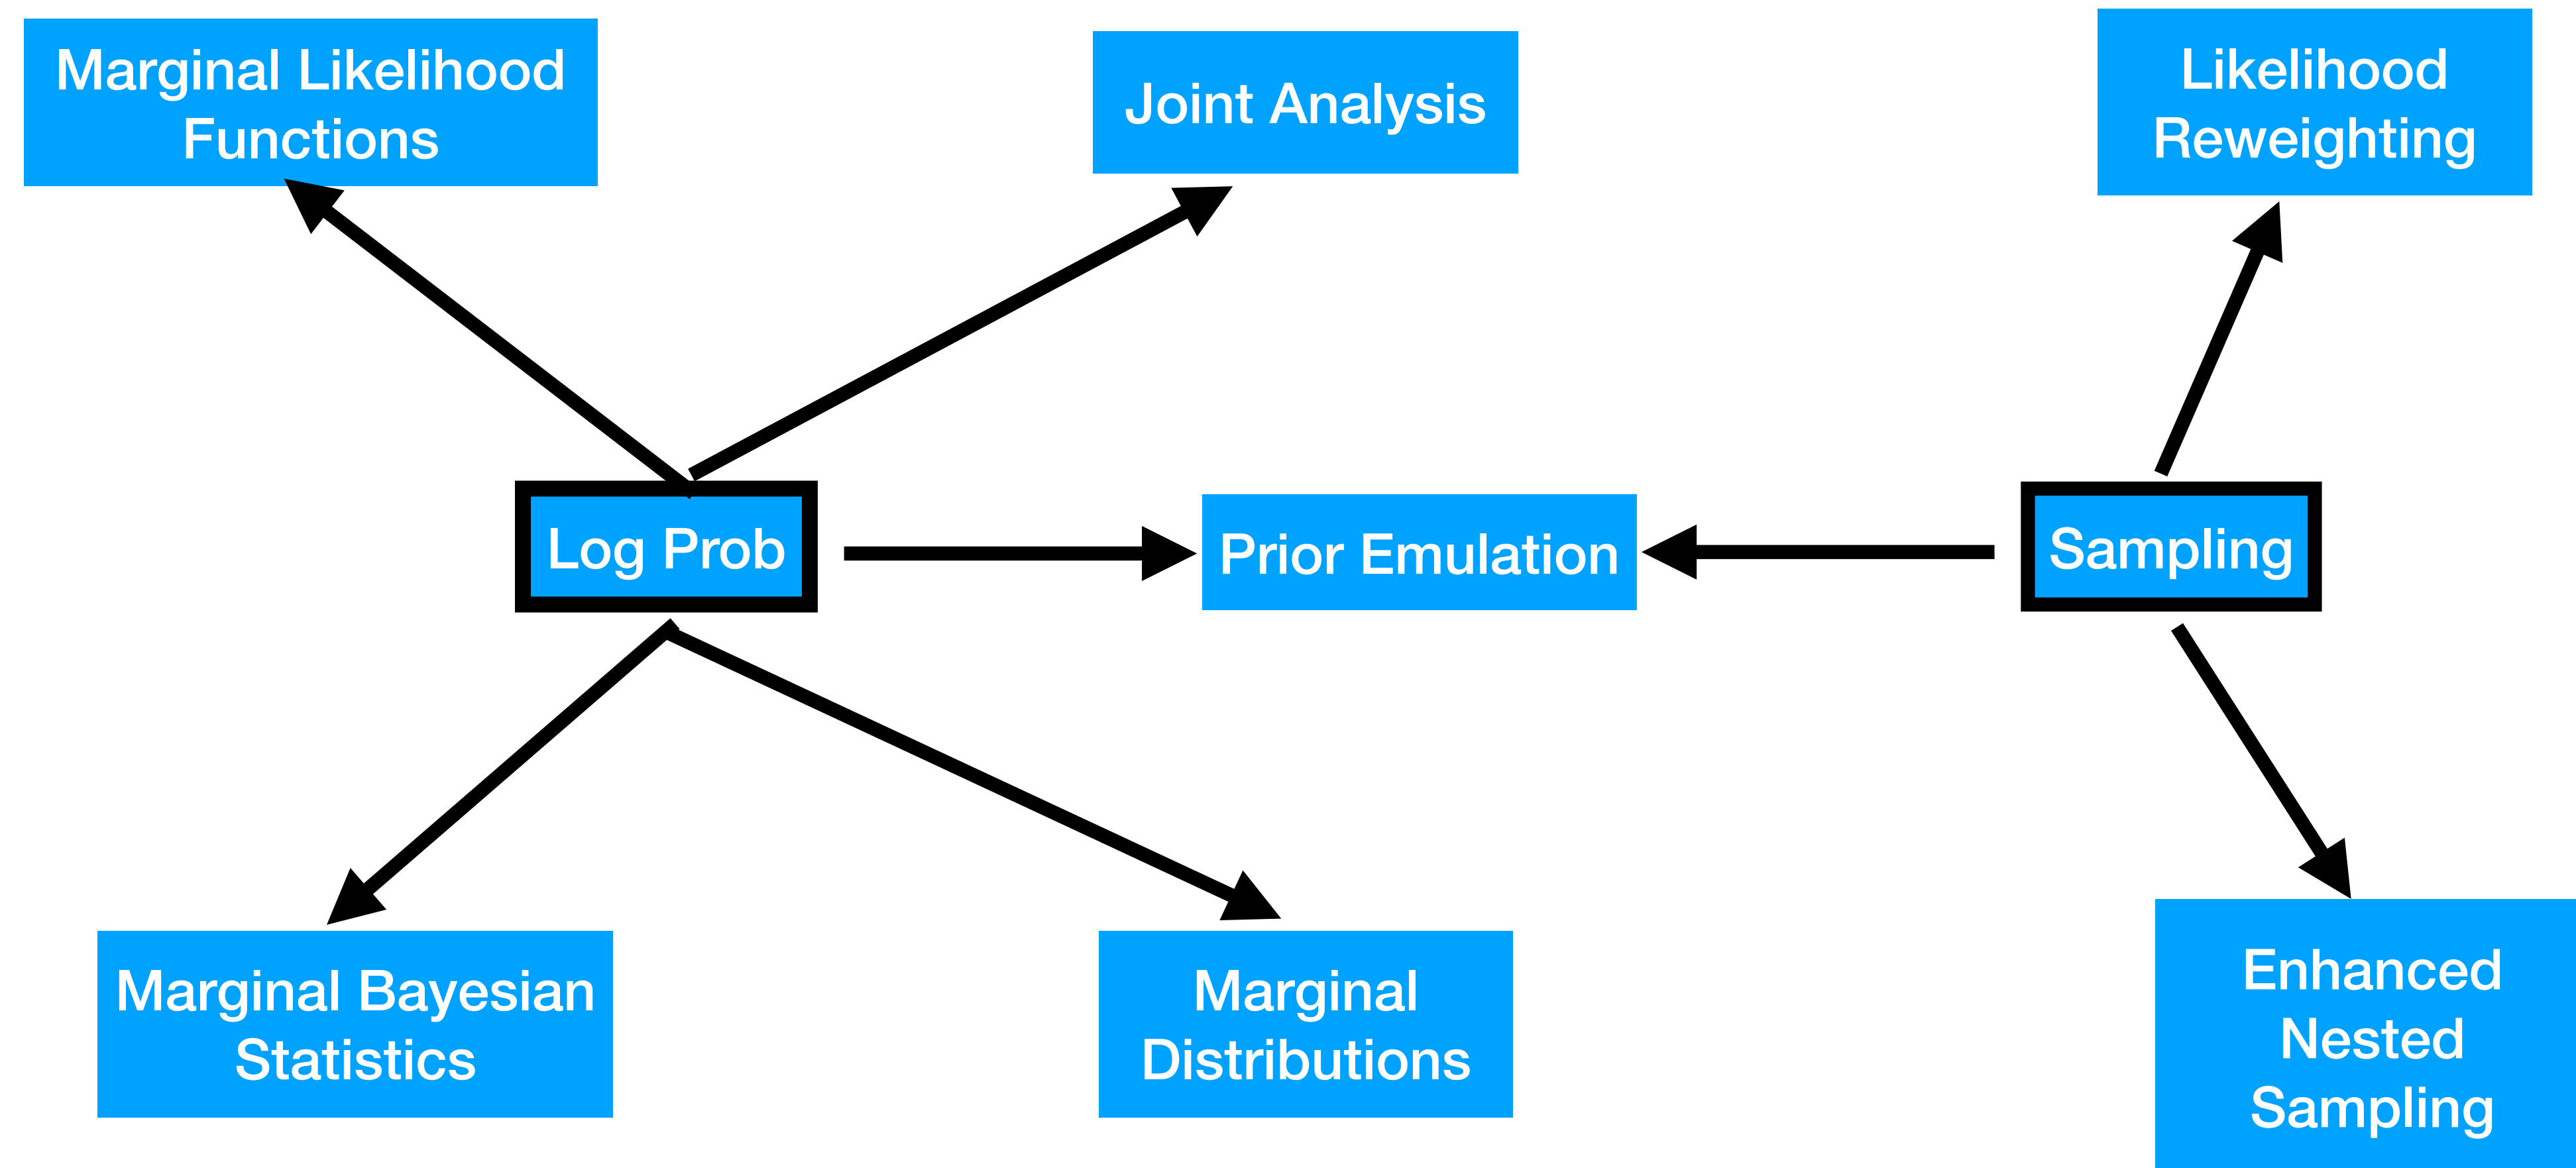 Marginal Likelihood
Functions
Joint Analysis
Likelihood
Reweighting
Log Prob
Prior Emulation
Sampling
Marginal Bayesian
Statistics
Marginal
Distributions
Enhanced
Nested
Sampling